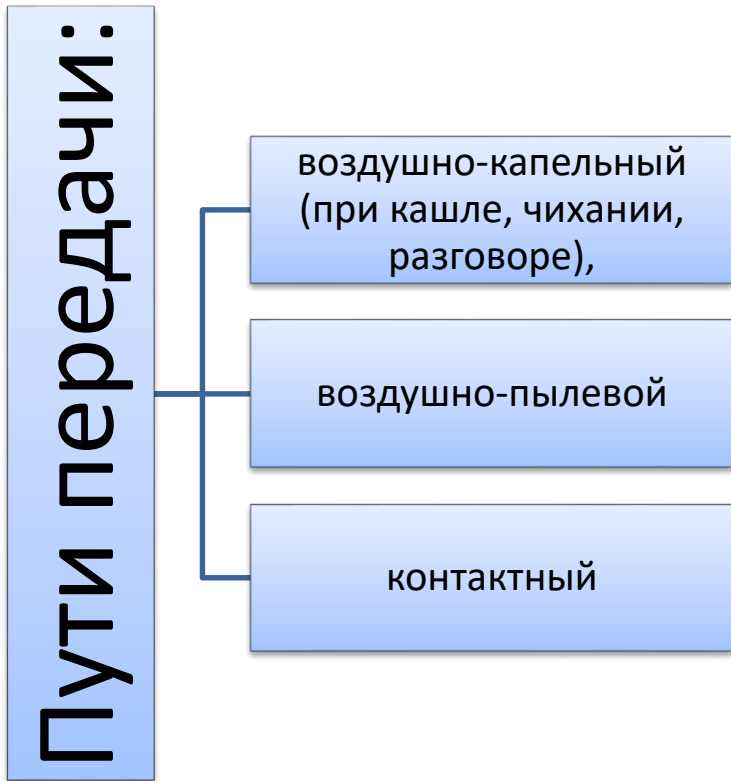 Пути передачи:
воздушно-капельный
(при кашле, чихании,
разговоре),
воздушно-пылевой
контактный